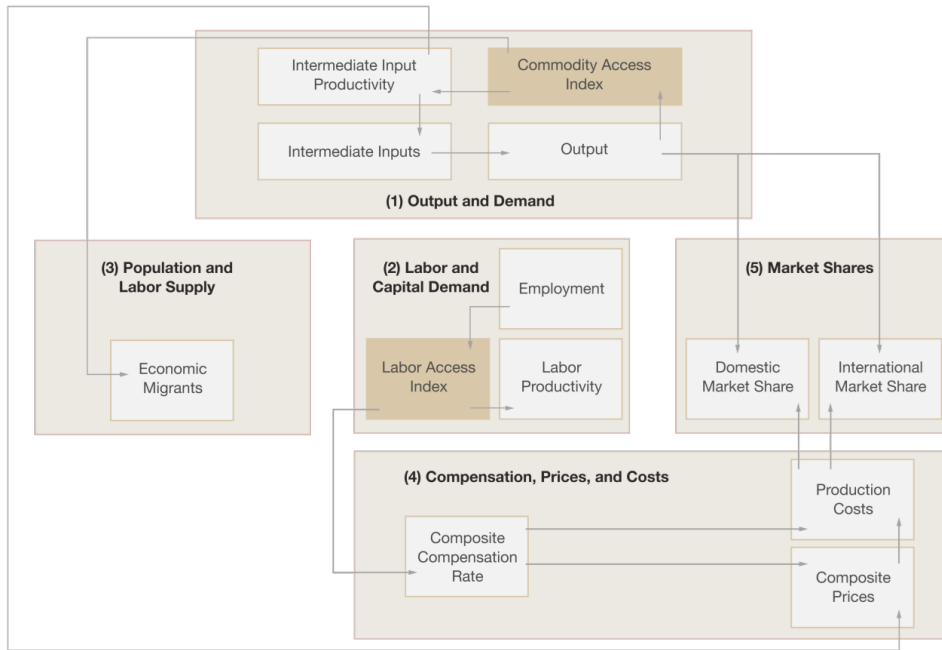 Intermediate Input
Productivity
Commodity Access
Index
Intermediate Inputs
Output
(1) Output and Demand
(3) Population and
Labor Supply
Economic
Migrants
(2) Labor and
Capital Demand
Employment
Labor Access
Index
Labor
Productivity
(5) Market Shares
Domestic
Market Share
International
Market Share
(4) Compensation, Prices, and Costs
Production
Costs
Composite
Compensation
Rate
Composite
Prices